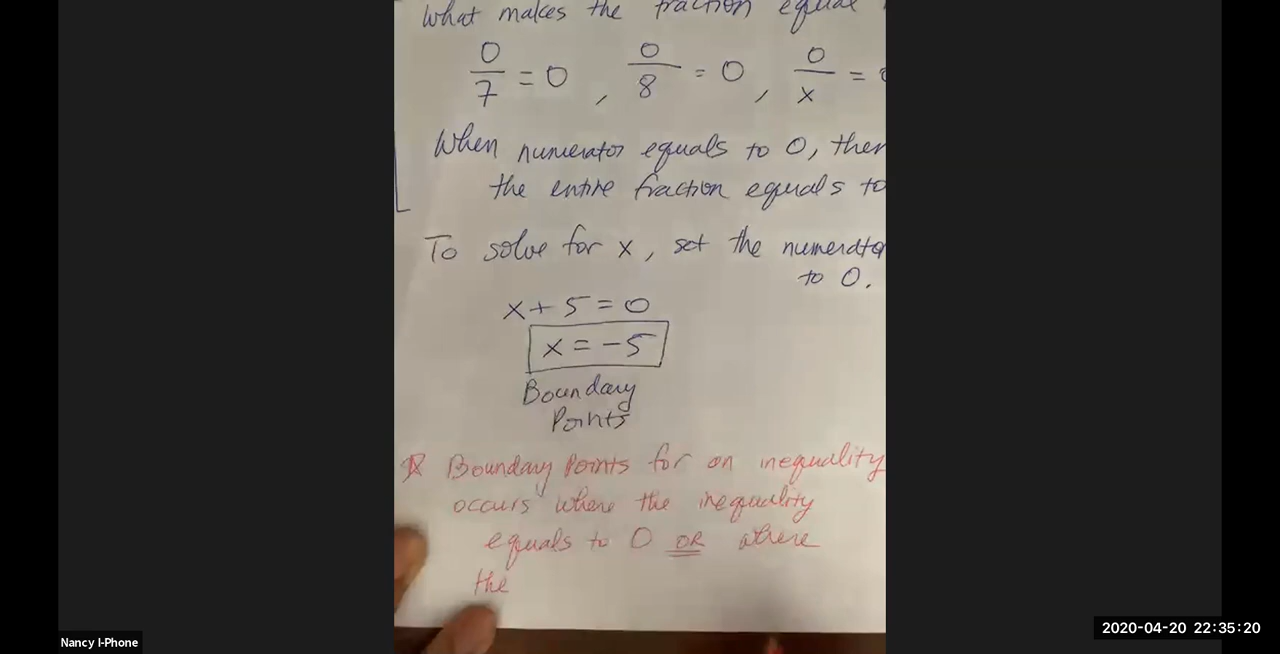 What makes the fraction equal
0/7 = 0 , 0/8 = 0 , 0/x =
When numerator equals to 0, then
the entire fraction equals to
To solve for x, set the numerator
to 0.
x + 5 = 0
x = -5
Boundary
Points
☆ Boundary Points for an inequality
occurs where the inequality
equals to 0 OR where
the
Nancy I-Phone
2020-04-20 22:35:20